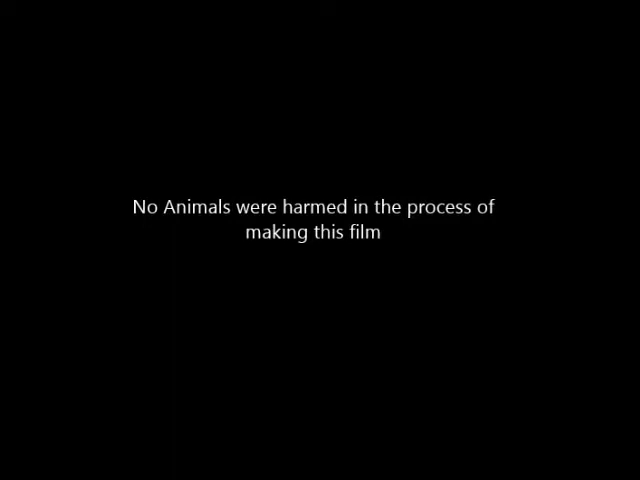 No Animals were harmed in the process of
making this film